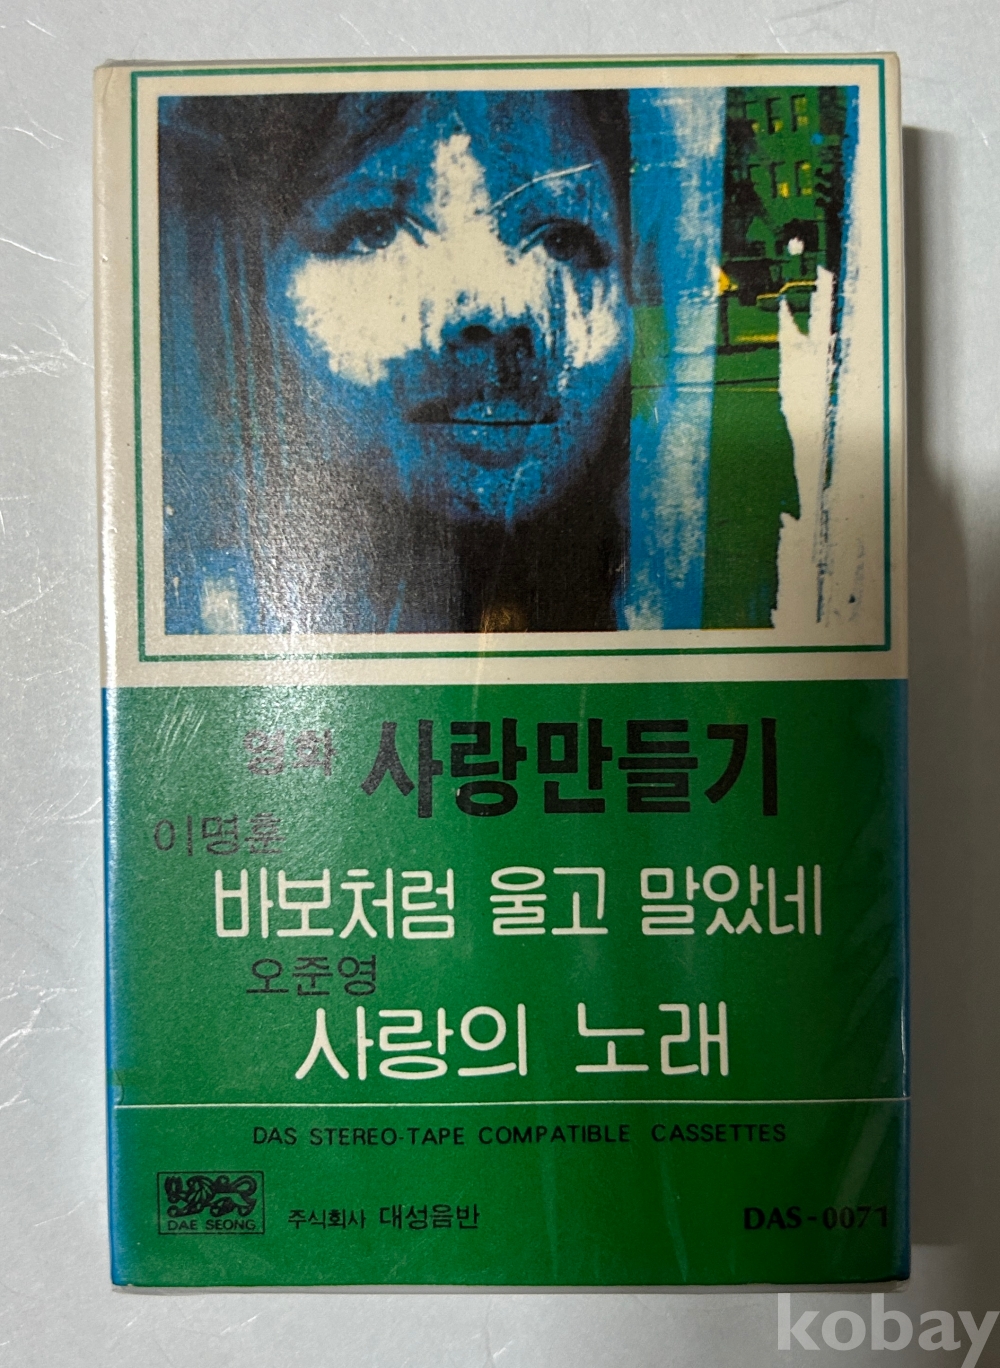 영화 사랑만들기
이명훈
바보처럼 울고 말았네
오준영
사랑의 노래
DAS STEREO-TAPE COMPATIBLE CASSETTES
DAE SEONG
주식회사 대성음반
DAS-0071
kobay